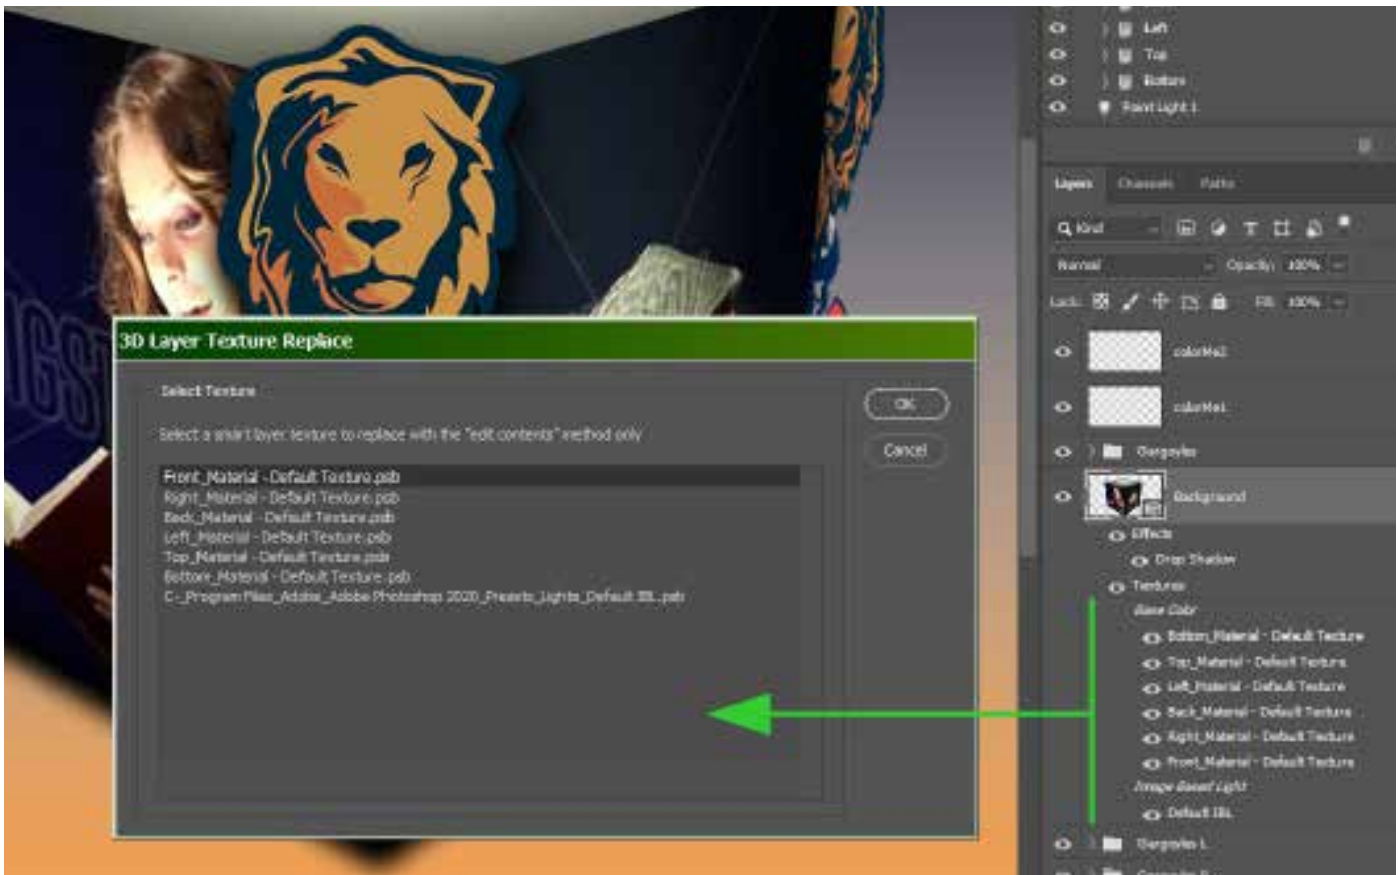 Left
Top
Bottom
Point Light 1
Layers Channels Paths
Kind
Normal Opacity: 100%
Lock: Fill: 100%
colorMe2
colorMe1
Gargoyles
Background
Effects
Drop Shadow
Textures
Base Color
Bottom_Material - Default Texture
Top_Material - Default Texture
Left_Material - Default Texture
Back_Material - Default Texture
Right_Material - Default Texture
Front_Material - Default Texture
Image Based Light
Default IBL
Gargoyles L
3D Layer Texture Replace
Select Texture
Select a smart layer texture to replace with the "edit contents" method only
OK
Cancel
Front_Material - Default Texture.psb
Right_Material - Default Texture.psb
Back_Material - Default Texture.psb
Left_Material - Default Texture.psb
Top_Material - Default Texture.psb
Bottom_Material - Default Texture.psb
C-_Program Files_Adobe_Adobe Photoshop 2020_Presets_Lights_Default IBL.psb